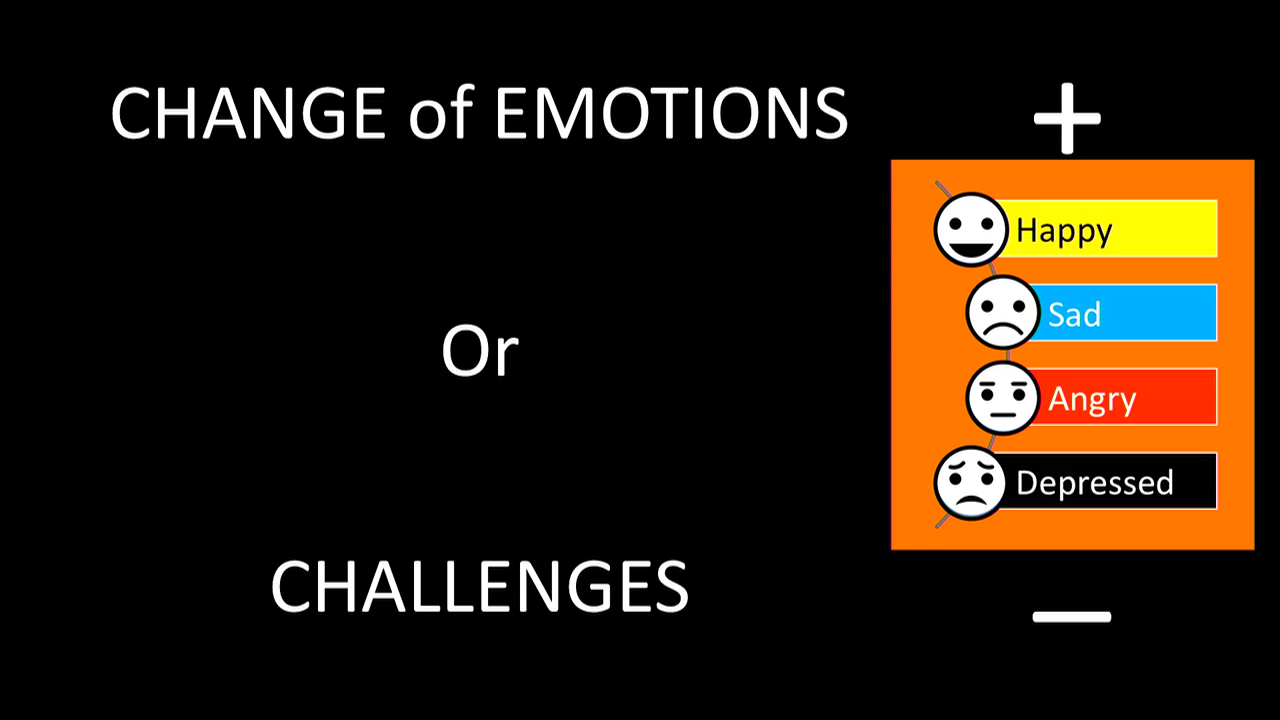 CHANGE of EMOTIONS
+
Happy
Sad
Or
Angry
Depressed
CHALLENGES
–